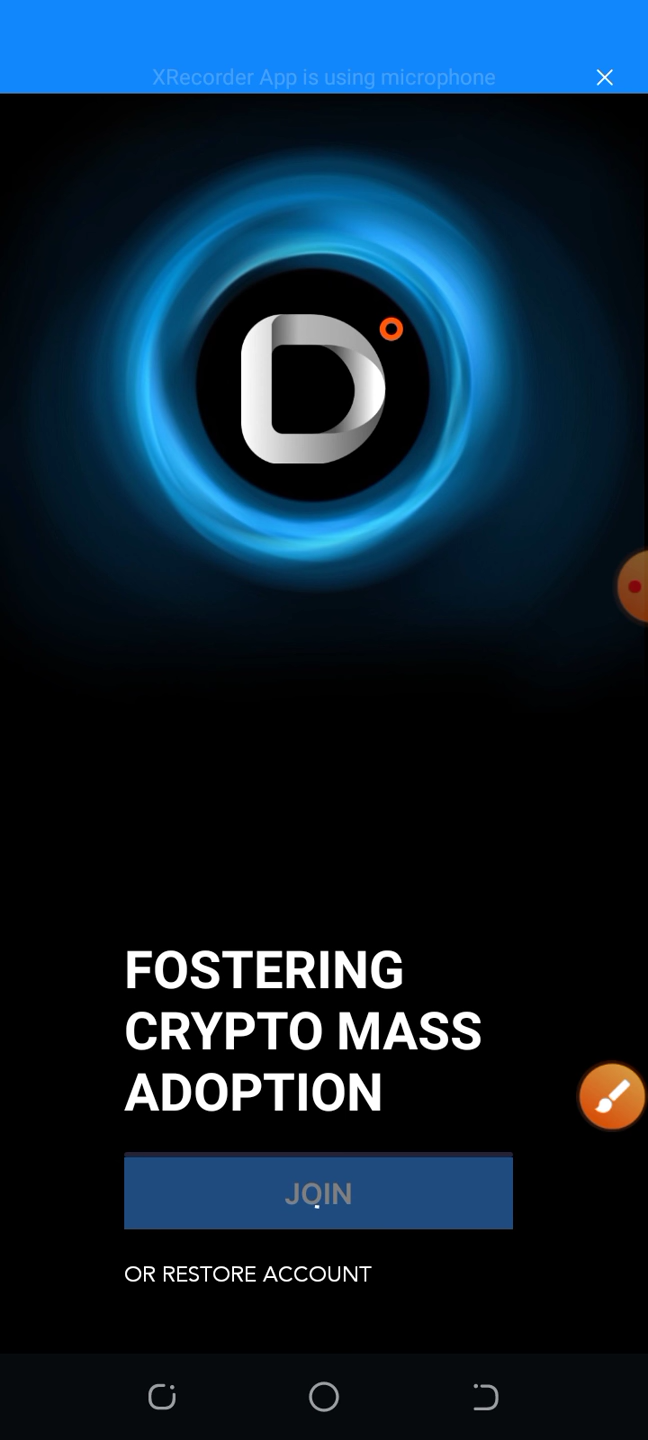 XRecorder App is using microphone
D
FOSTERING
CRYPTO MASS
ADOPTION
JOIN
OR RESTORE ACCOUNT